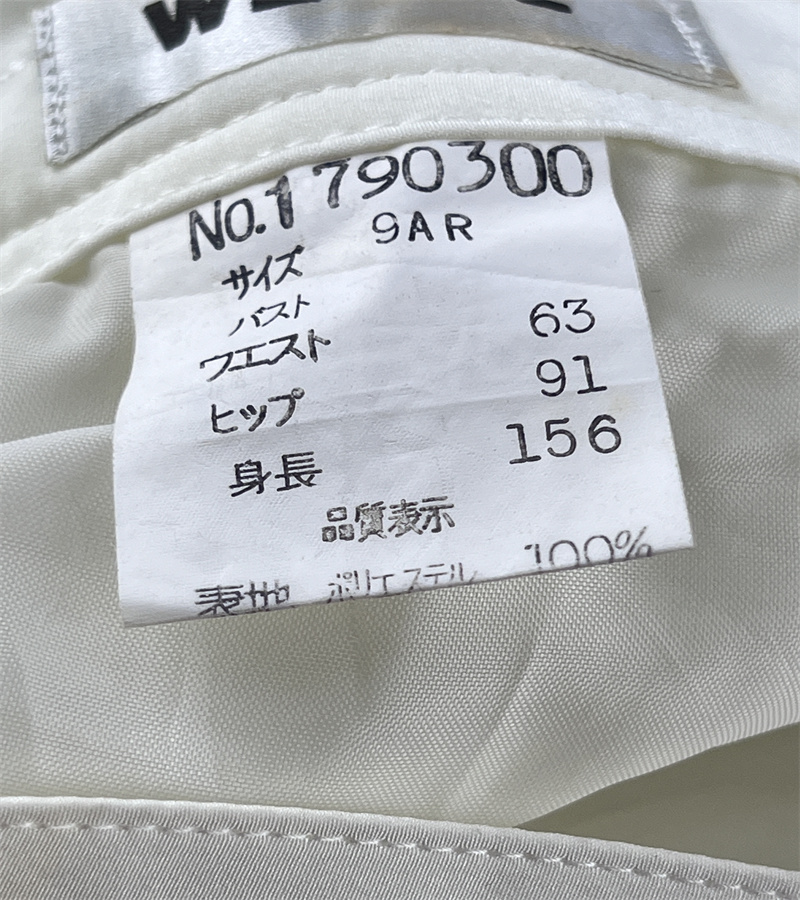 NO.1790300
サイズ 9AR
バスト
ウエスト 63
ヒップ 91
身長 156
品質表示
表地 ポリエステル 100%